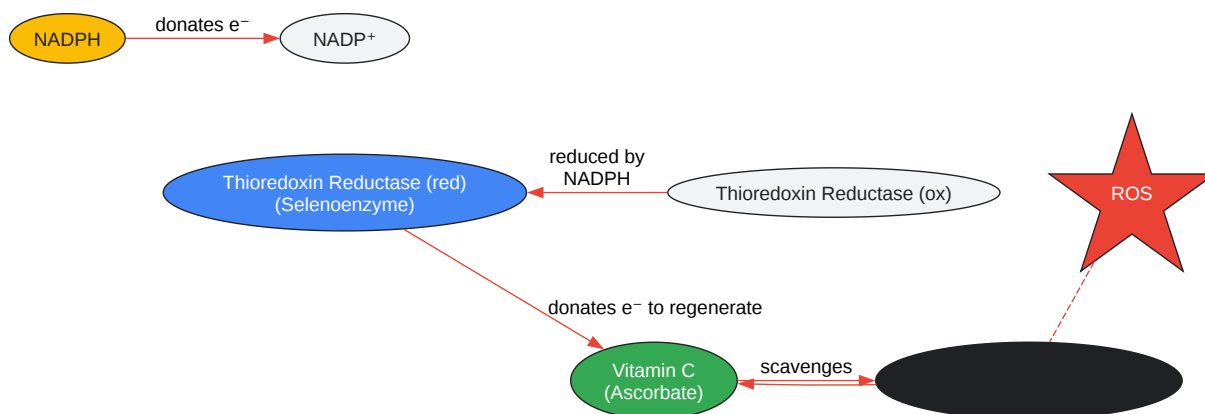 donates e⁻
NADPH
NADP⁺
reduced by
NADPH
Thioredoxin Reductase (red)
(Selenoenzyme)
Thioredoxin Reductase (ox)
ROS
donates e⁻ to regenerate
Vitamin C
(Ascorbate)
scavenges